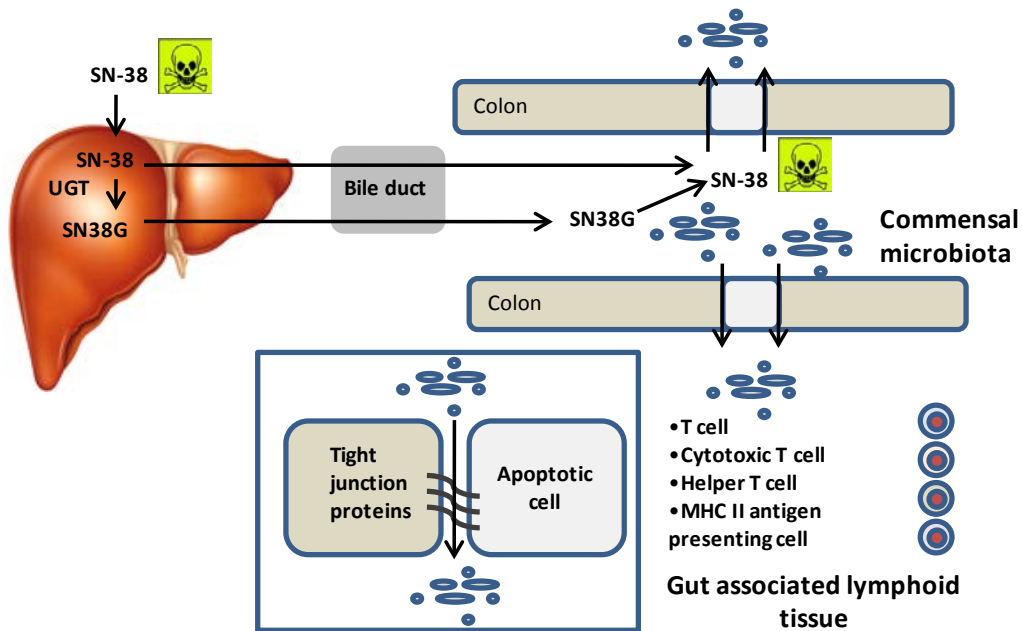 SN-38
SN-38
UGT
SN38G
Bile duct
Colon
SN-38
SN38G
Commensal
microbiota
Colon
Tight
junction
proteins
Apoptotic
cell
•T cell
•Cytotoxic T cell
•Helper T cell
•MHC II antigen
presenting cell
Gut associated lymphoid
tissue